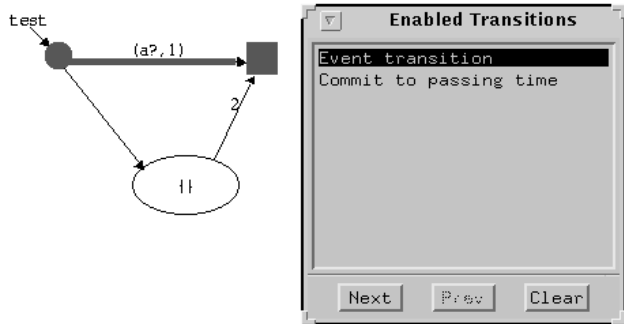 test
(a?,1)
2
{}
Enabled Transitions
Event transition
Commit to passing time
Next
Prev
Clear